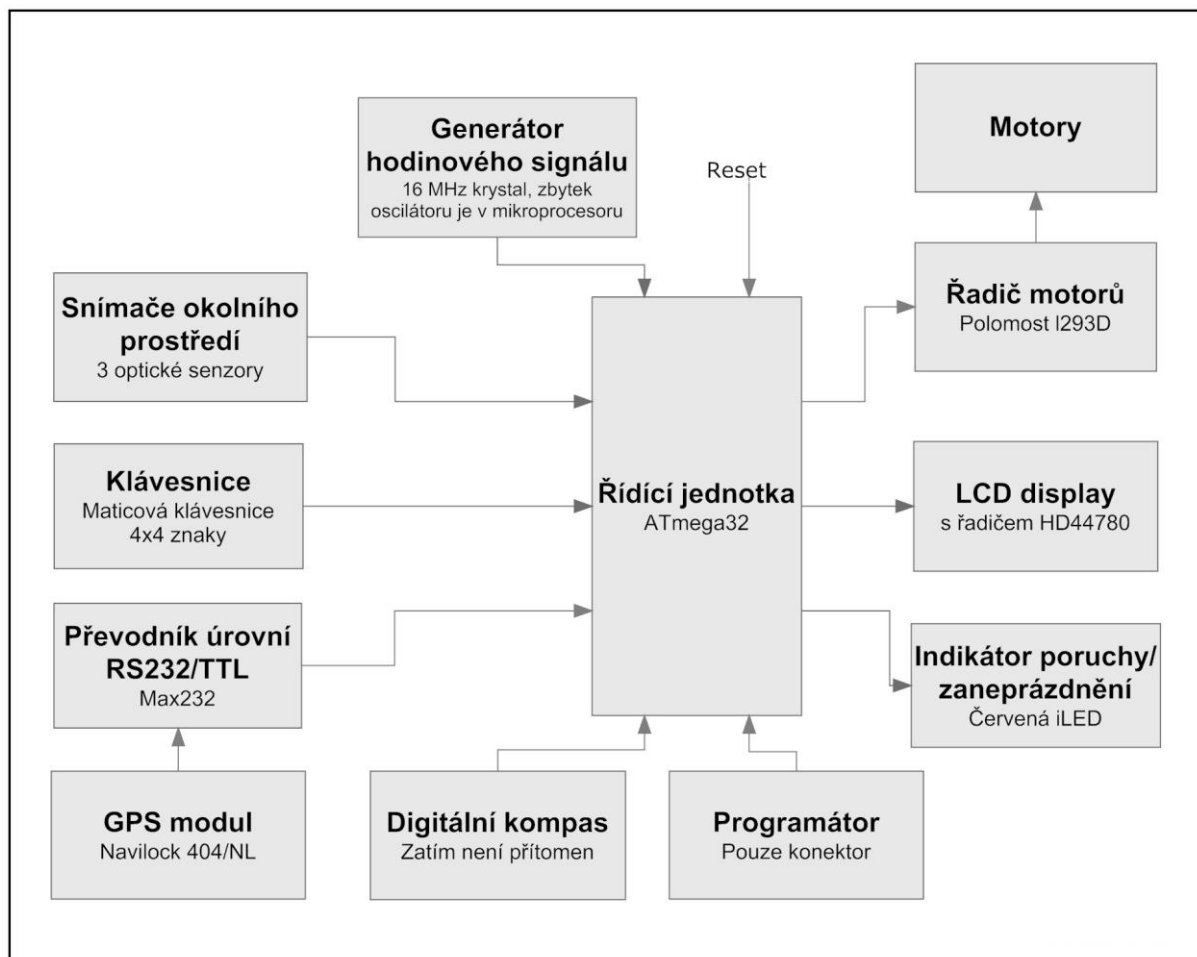 Generátor
hodinového signálu
16 MHz krystal, zbytek
oscilátoru je v mikroprocesoru
Reset
Motory
Snímače okolního
prostředí
3 optické senzory
Řadič motorů
Polomost l293D
Klávesnice
Maticová klávesnice
4x4 znaky
Řídící jednotka
ATmega32
LCD display
s řadičem HD44780
Převodník úrovní
RS232/TTL
Max232
Indikátor poruchy/
zaneprázdnění
Červená iLED
GPS modul
Navilock 404/NL
Digitální kompas
Zatím není přítomen
Programátor
Pouze konektor